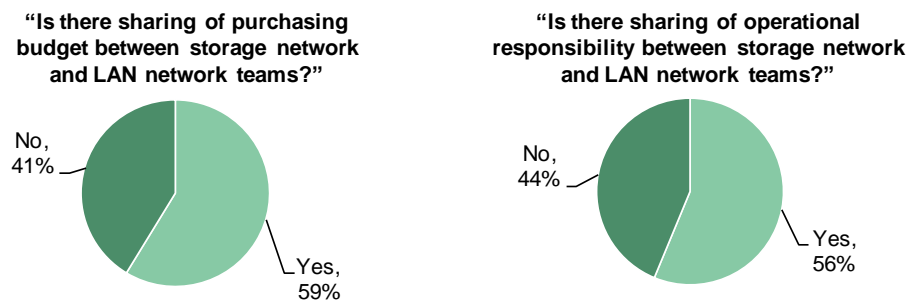 “Is there sharing of purchasing
budget between storage network
and LAN network teams?”
No,
41%
Yes,
59%
“Is there sharing of operational
responsibility between storage network
and LAN network teams?”
No,
44%
Yes,
56%